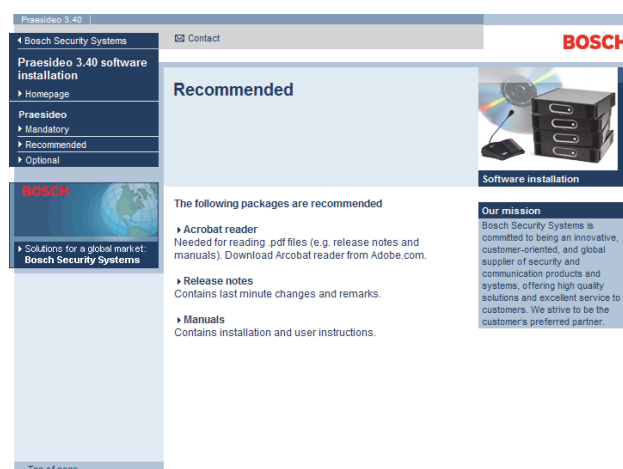 Praesideo 3.40
Bosch Security Systems
Contact
BOSCH
Praesideo 3.40 software
installation
Homepage
Praesideo
Mandatory
Recommended
Optional
BOSCH
Solutions for a global market:
Bosch Security Systems
Recommended
The following packages are recommended
Acrobat reader
Needed for reading .pdf files (e.g. release notes and
manuals). Download Arcobat reader from Adobe.com.
Release notes
Contains last minute changes and remarks.
Manuals
Contains installation and user instructions.
Software installation
Our mission
Bosch Security Systems is
committed to being an innovative,
customer-oriented, and global
supplier of security and
communication products and
systems, offering high quality
solutions and excellent service to
customers. We strive to be the
customer's preferred partner.
Top of page